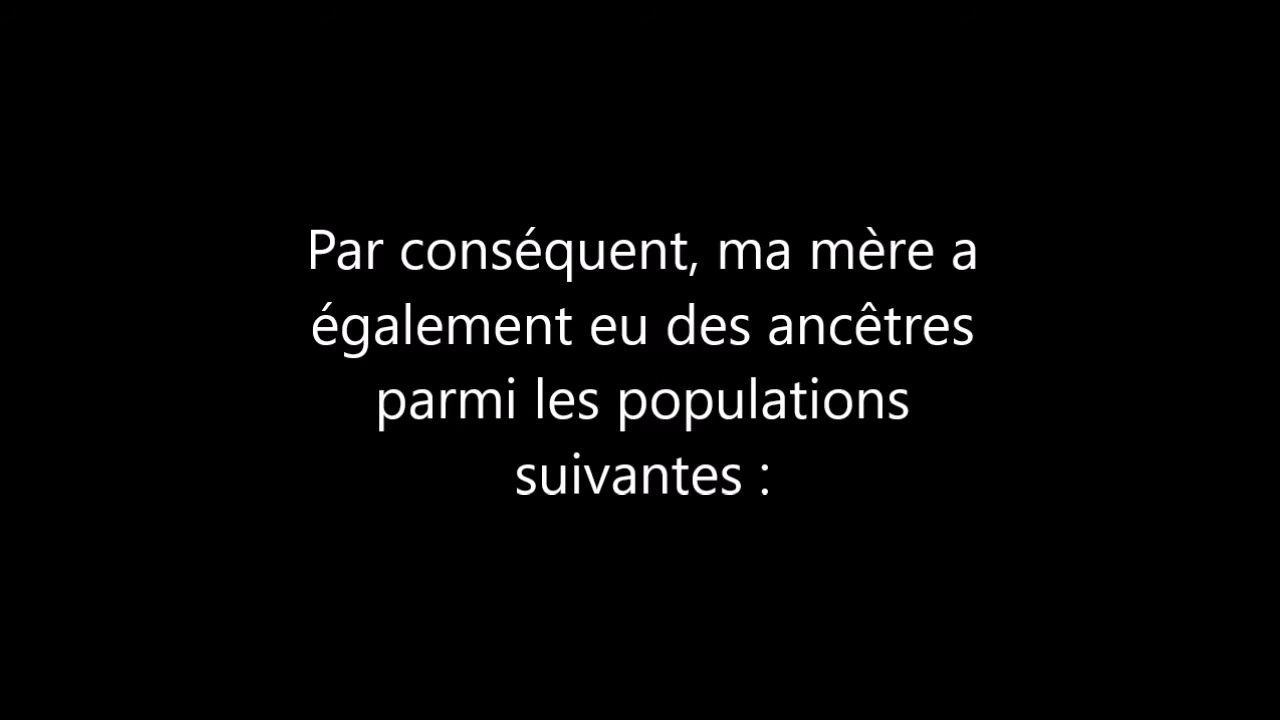 Par conséquent, ma mère a
également eu des ancêtres
parmi les populations
suivantes :